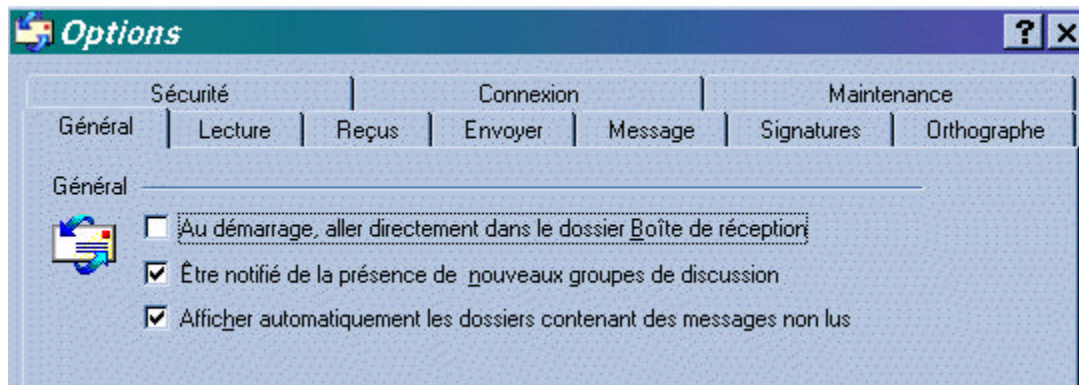 Options
Sécurité Connexion Maintenance
Général Lecture Reçus Envoyer Message Signatures Orthographe
Général
Au démarrage, aller directement dans le dossier Boîte de réception
Être notifié de la présence de nouveaux groupes de discussion
Afficher automatiquement les dossiers contenant des messages non lus